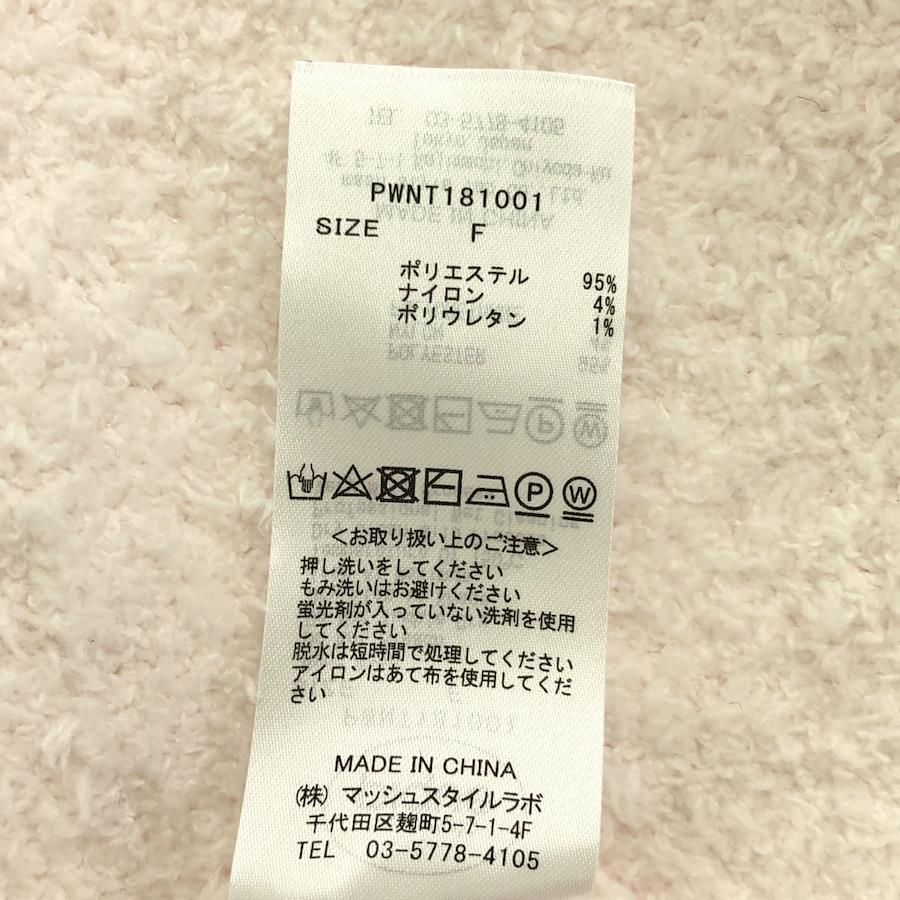 PWNT181001
SIZE F
ポリエステル 95%
ナイロン 4%
ポリウレタン 1%
P W
<お取り扱い上のご注意>
押し洗いをしてください
もみ洗いはお避けください
蛍光剤が入っていない洗剤を使用
してください
脱水は短時間で処理してください
アイロンはあて布を使用してくだ
さい
MADE IN CHINA
(株) マッシュスタイルラボ
千代田区麹町5-7-1-4F
TEL 03-5778-4105